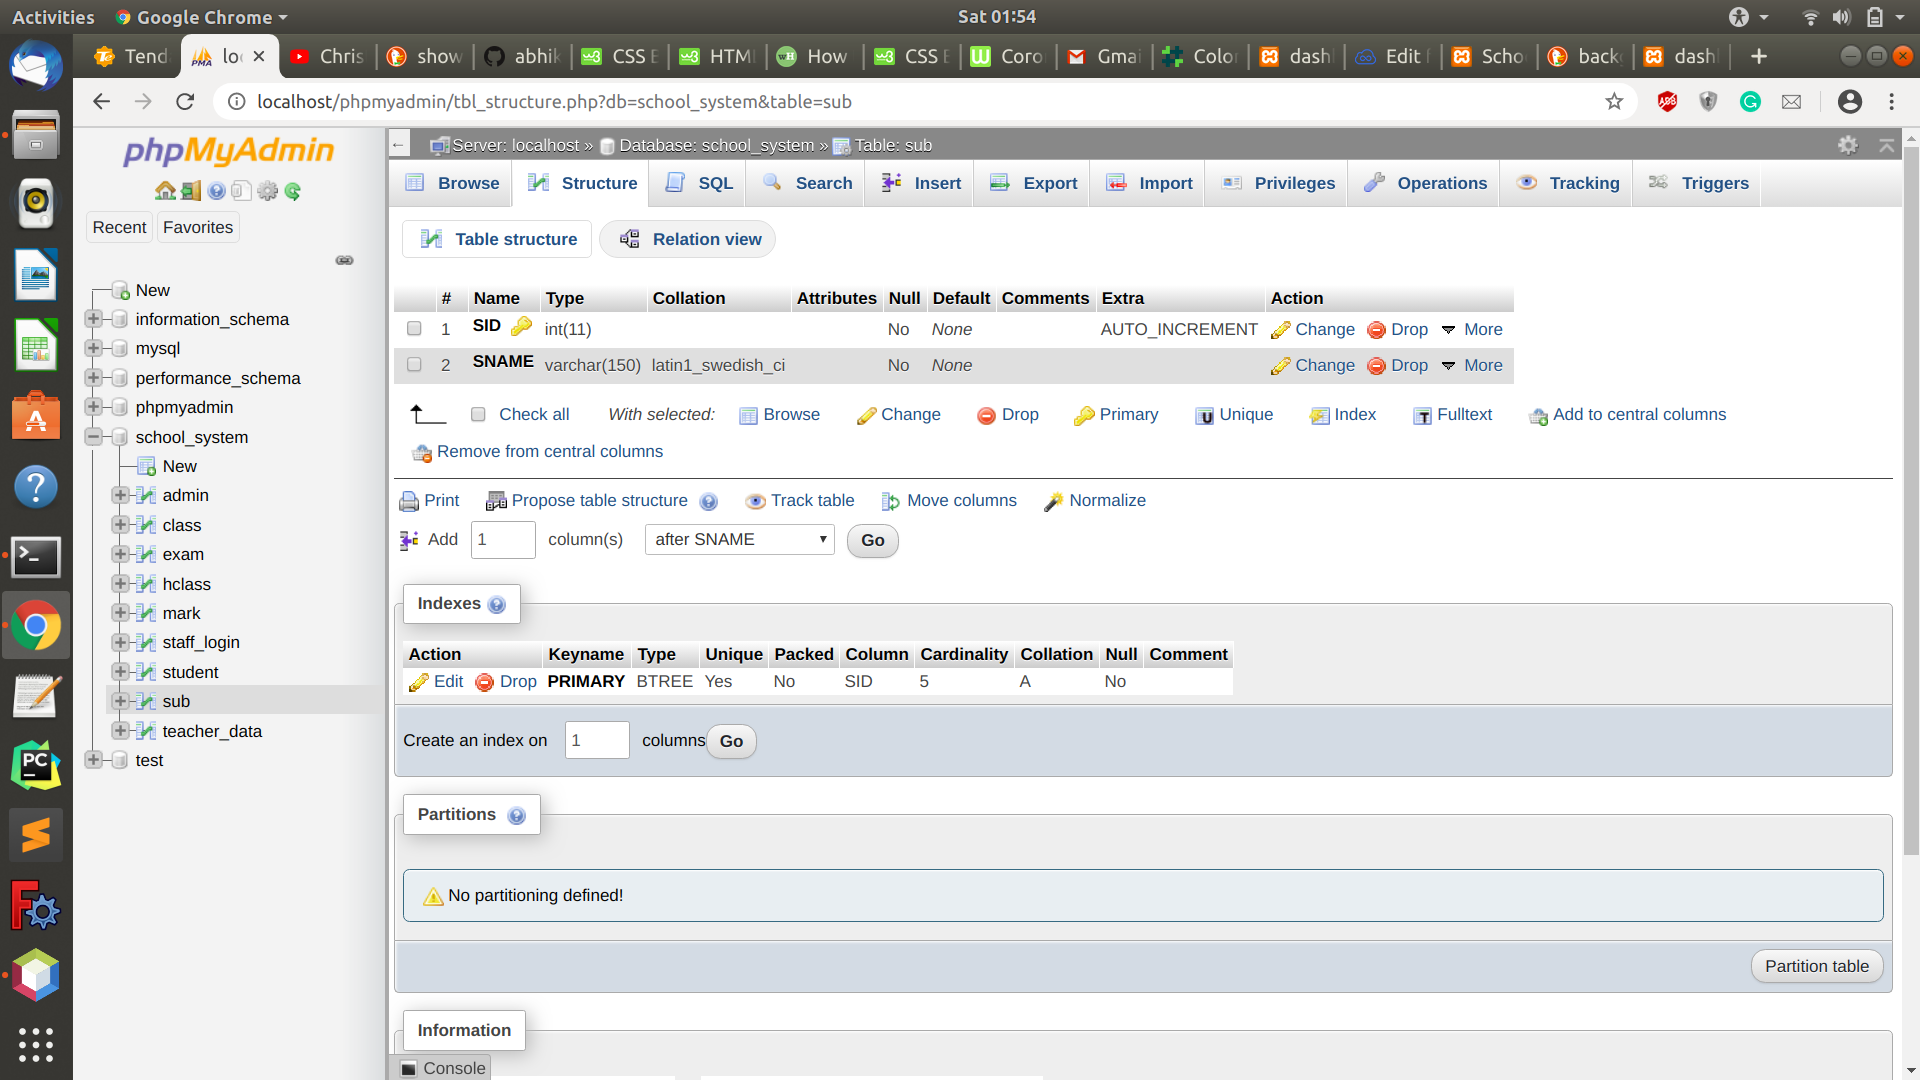 Activities
Google Chrome
Sat 01:54
Tend
loc
Chris
show
abhik
CSS E
HTML
How
CSS E
Coro
Gmai
Color
dash
Edit f
Scho
back
dash
localhost/phpmyadmin/tbl_structure.php?db=school_system&table=sub
phpMyAdmin
Recent Favorites
New
information_schema
mysql
performance_schema
phpmyadmin
school_system
New
admin
class
exam
hclass
mark
staff_login
student
sub
teacher_data
test
Server: localhost » Database: school_system » Table: sub
Browse Structure SQL Search Insert Export Import Privileges Operations Tracking Triggers
Table structure Relation view
# Name Type Collation Attributes Null Default Comments Extra Action
1 SID int(11) No None AUTO_INCREMENT Change Drop More
2 SNAME varchar(150) latin1_swedish_ci No None Change Drop More
Check all With selected: Browse Change Drop Primary Unique Index Fulltext Add to central columns
Remove from central columns
Print Propose table structure Track table Move columns Normalize
Add 1 column(s) after SNAME Go
Indexes
Action Keyname Type Unique Packed Column Cardinality Collation Null Comment
Edit Drop PRIMARY BTREE Yes No SID 5 A No
Create an index on 1 columns Go
Partitions
No partitioning defined!
Partition table
Information
Console